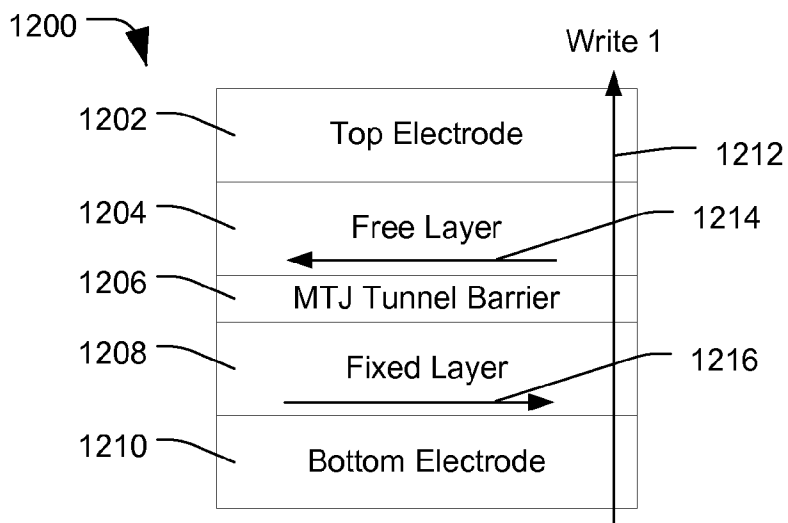 1200
Write 1
1202
Top Electrode
1212
1204
Free Layer
1214
1206
MTJ Tunnel Barrier
1208
Fixed Layer
1216
1210
Bottom Electrode